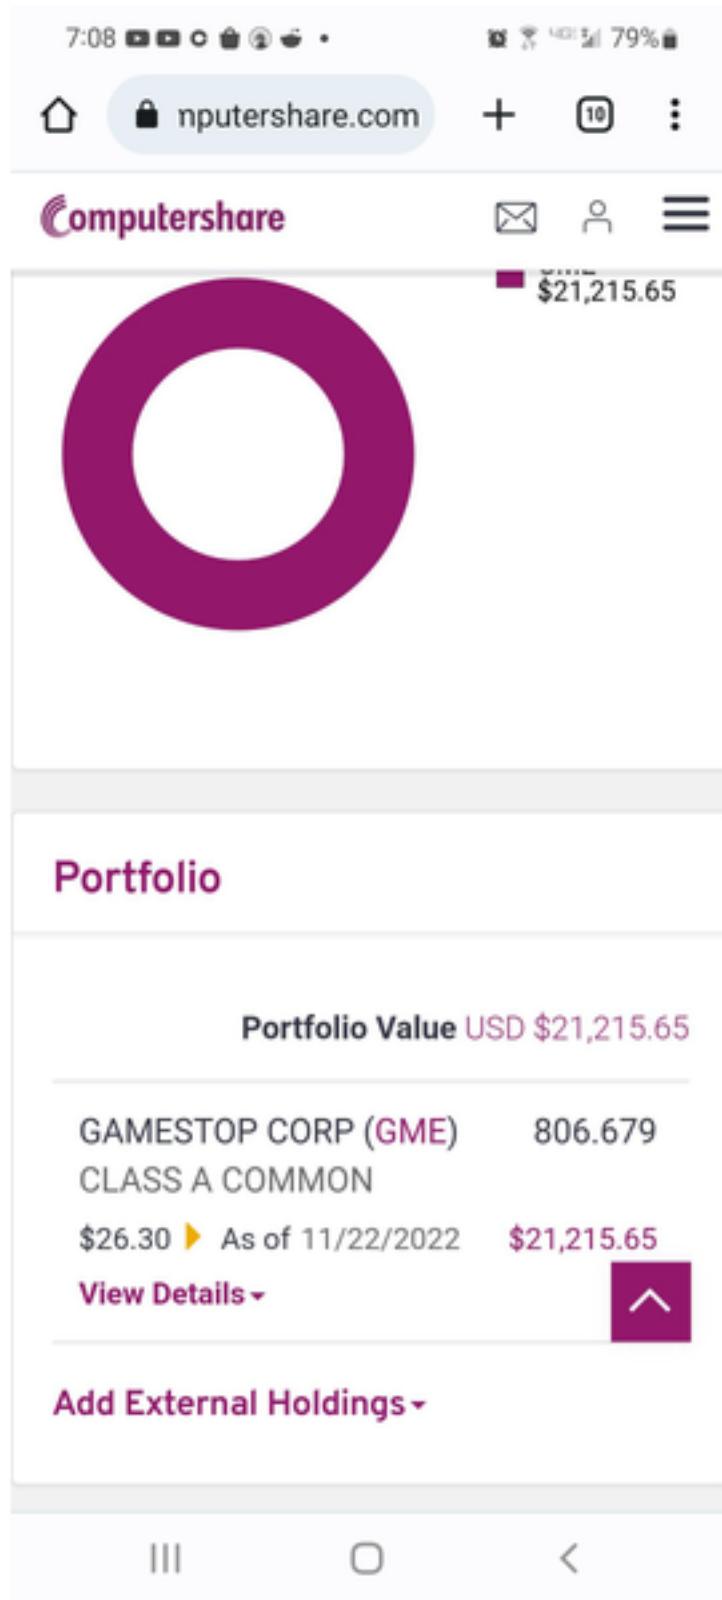 7:08 79%
nputershare.com 10
Computershare
$21,215.65
Portfolio
Portfolio Value USD $21,215.65
GAMESTOP CORP (GME) 806.679
CLASS A COMMON
$26.30 As of 11/22/2022 $21,215.65
View Details
Add External Holdings